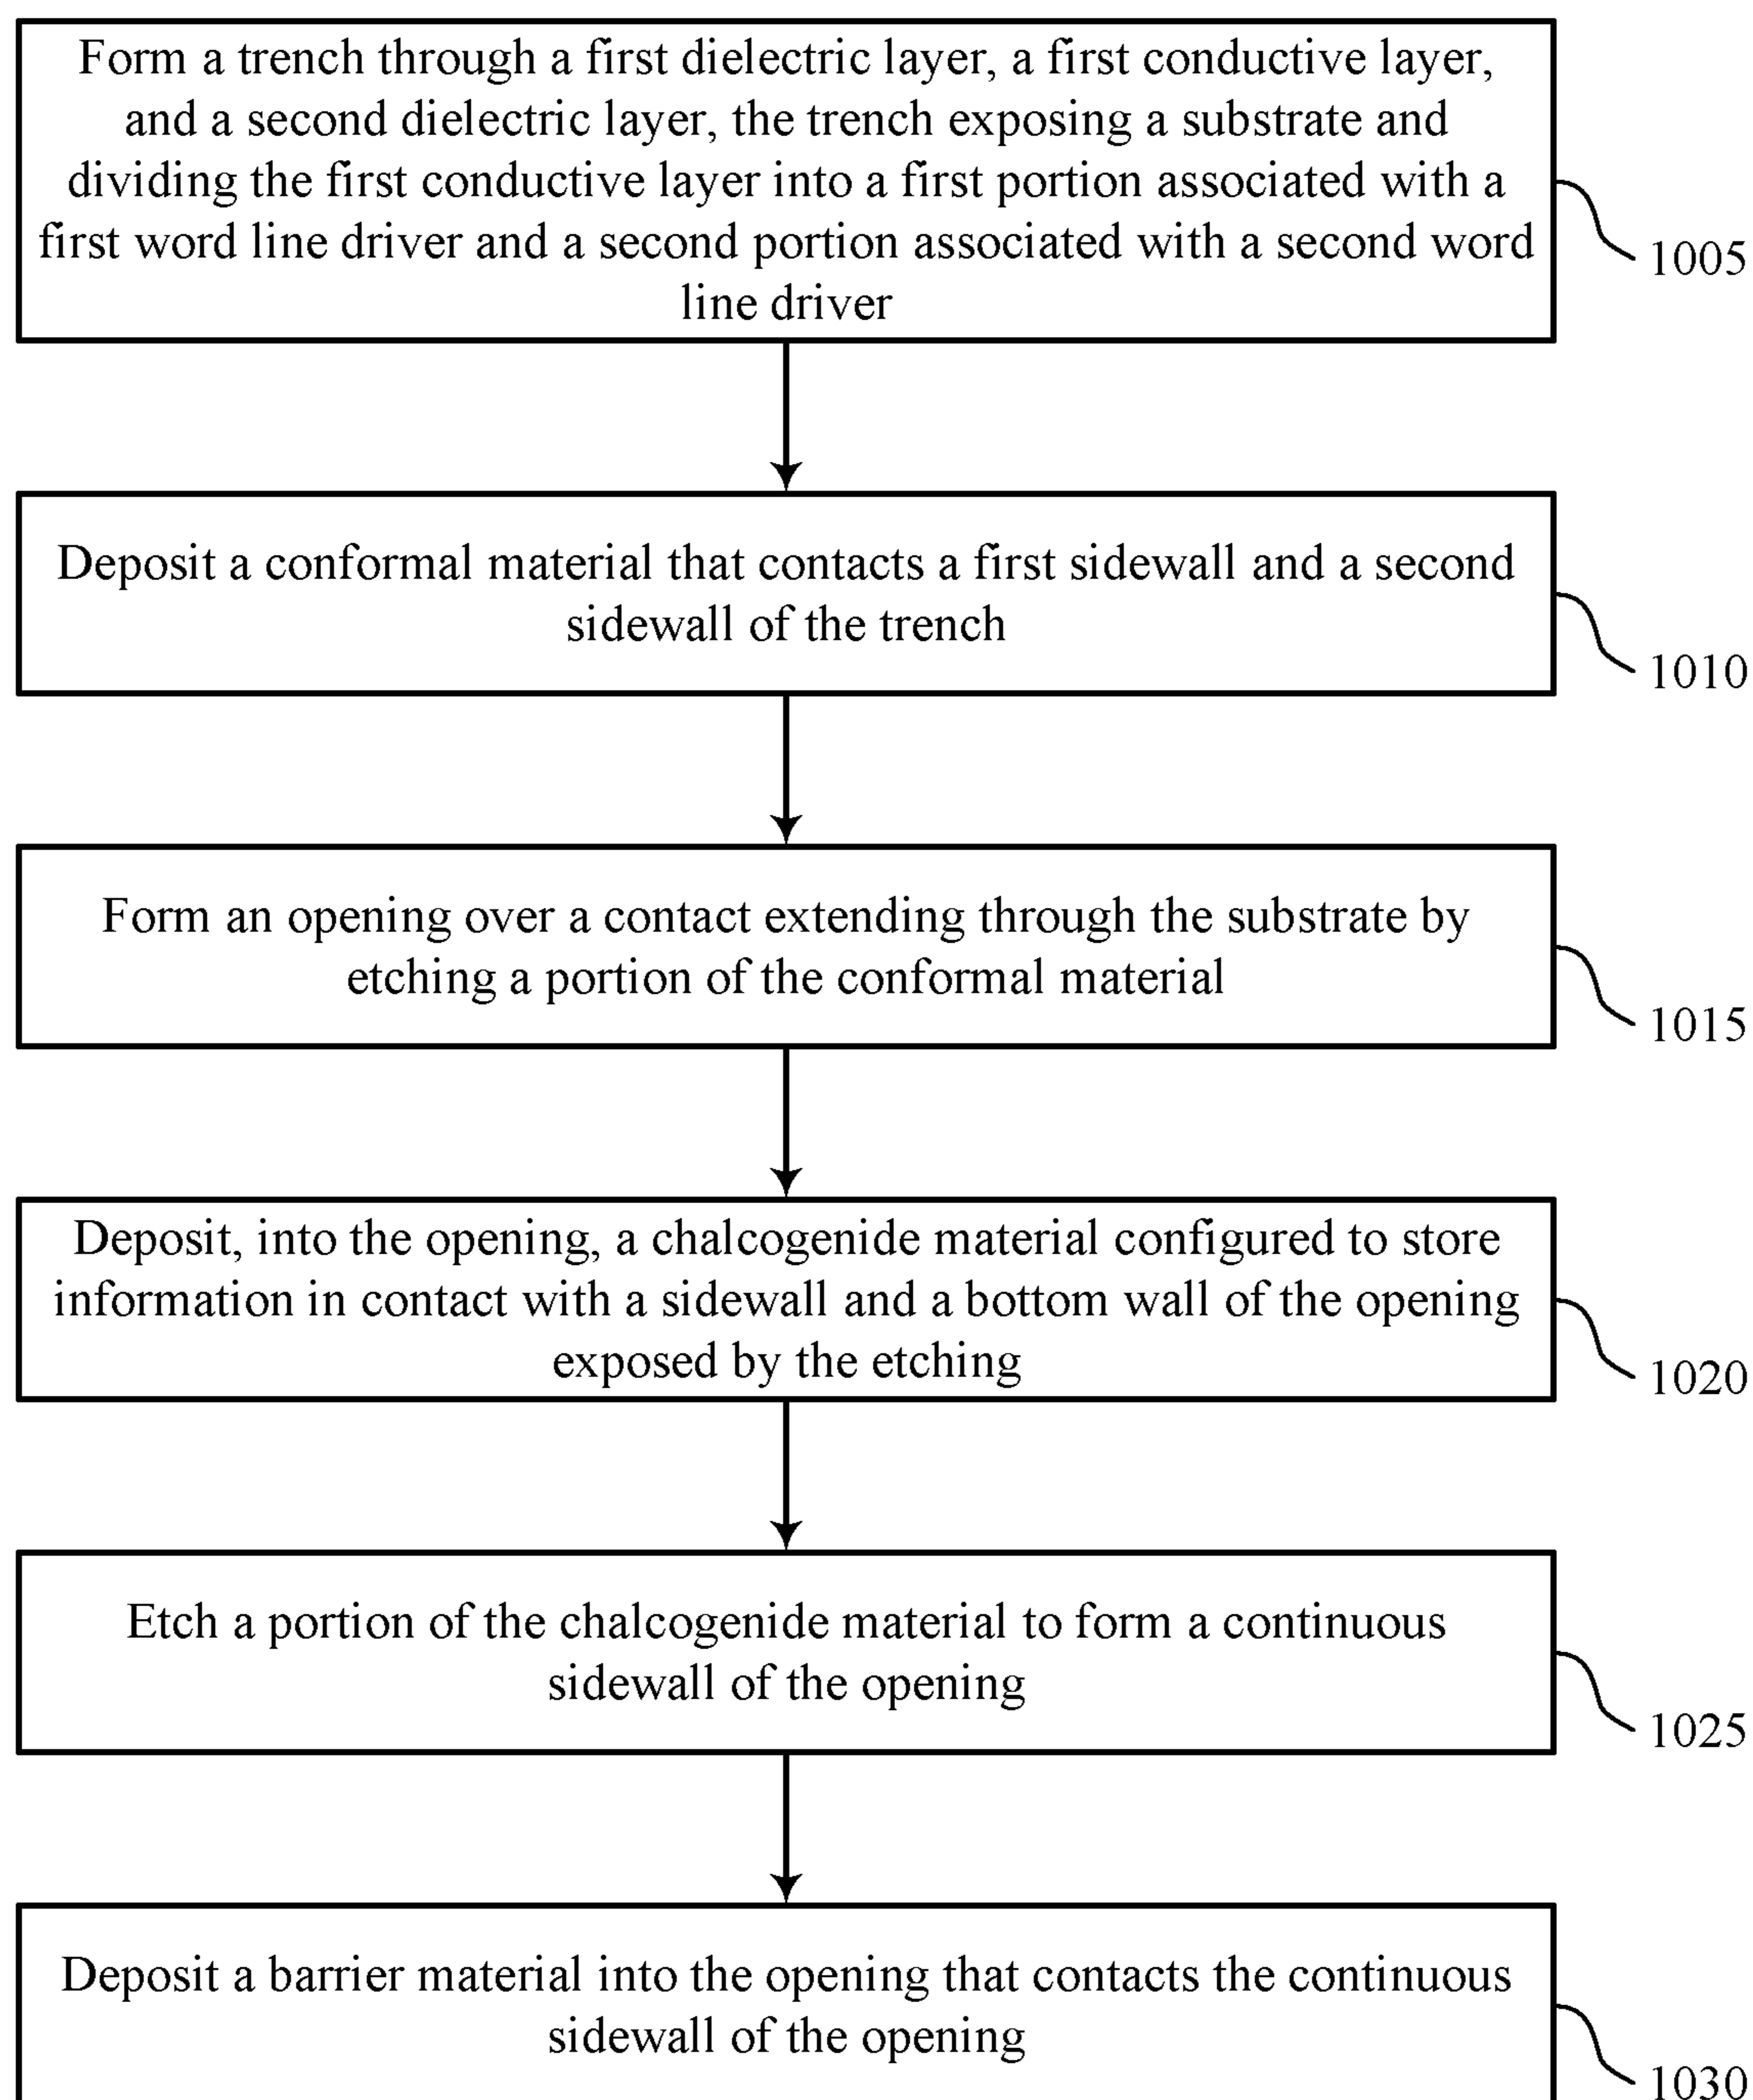 Form a trench through a first dielectric layer, a first conductive layer,
and a second dielectric layer, the trench exposing a substrate and
dividing the first conductive layer into a first portion associated with a
first word line driver and a second portion associated with a second word
line driver
1005
Deposit a conformal material that contacts a first sidewall and a second
sidewall of the trench
1010
Form an opening over a contact extending through the substrate by
etching a portion of the conformal material
1015
Deposit, into the opening, a chalcogenide material configured to store
information in contact with a sidewall and a bottom wall of the opening
exposed by the etching
1020
Etch a portion of the chalcogenide material to form a continuous
sidewall of the opening
1025
Deposit a barrier material into the opening that contacts the continuous
sidewall of the opening
1030